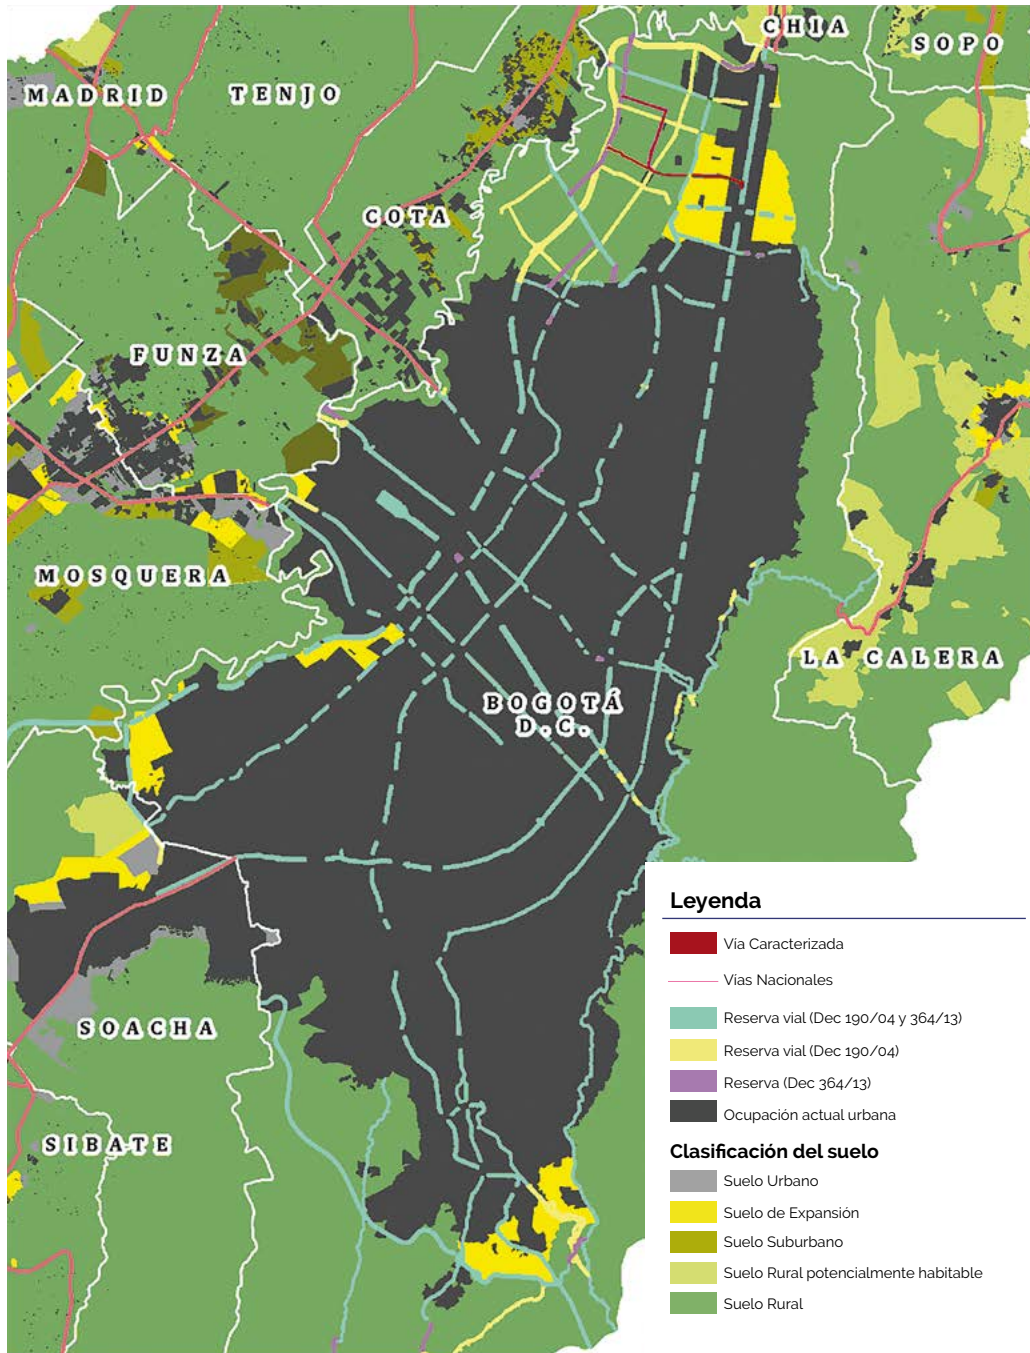 CHIA
SOPO
MADRID
TENJO
COTA
FUNZA
MOSQUERA
LA CALERA
BOGOTÁ
D.C.
SOACHA
SIBATE
Leyenda
Vía Caracterizada
Vías Nacionales
Reserva vial (Dec 190/04 y 364/13)
Reserva vial (Dec 190/04)
Reserva (Dec 364/13)
Ocupación actual urbana
Clasificación del suelo
Suelo Urbano
Suelo de Expansión
Suelo Suburbano
Suelo Rural potencialmente habitable
Suelo Rural